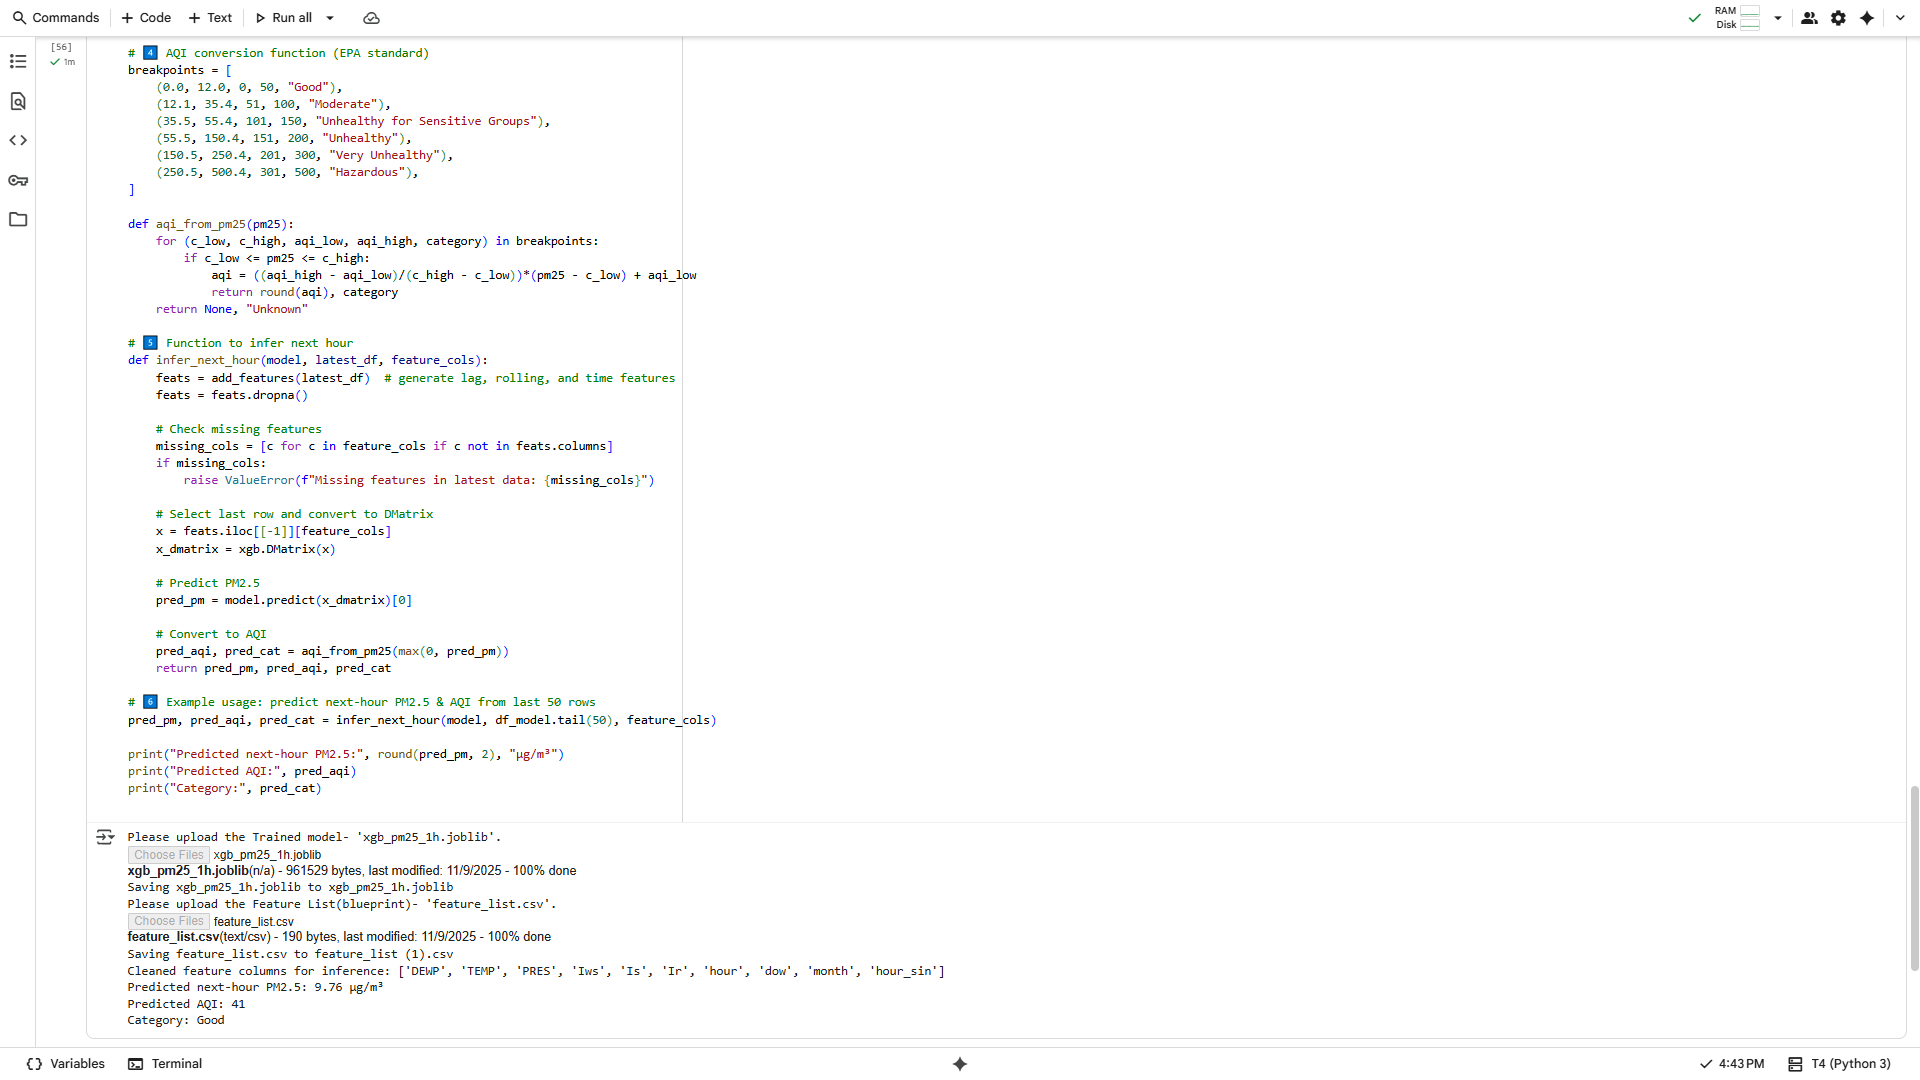 Commands + Code + Text Run all RAM Disk
[56] 1m
# 4 AQI conversion function (EPA standard)
breakpoints = [
(0.0, 12.0, 0, 50, "Good"),
(12.1, 35.4, 51, 100, "Moderate"),
(35.5, 55.4, 101, 150, "Unhealthy for Sensitive Groups"),
(55.5, 150.4, 151, 200, "Unhealthy"),
(150.5, 250.4, 201, 300, "Very Unhealthy"),
(250.5, 500.4, 301, 500, "Hazardous"),
]
def aqi_from_pm25(pm25):
for (c_low, c_high, aqi_low, aqi_high, category) in breakpoints:
if c_low <= pm25 <= c_high:
aqi = ((aqi_high - aqi_low)/(c_high - c_low))*(pm25 - c_low) + aqi_low
return round(aqi), category
return None, "Unknown"
# 5 Function to infer next hour
def infer_next_hour(model, latest_df, feature_cols):
feats = add_features(latest_df)  # generate lag, rolling, and time features
feats = feats.dropna()
# Check missing features
missing_cols = [c for c in feature_cols if c not in feats.columns]
if missing_cols:
raise ValueError(f"Missing features in latest data: {missing_cols}")
# Select last row and convert to DMatrix
x = feats.iloc[[-1]][feature_cols]
x_dmatrix = xgb.DMatrix(x)
# Predict PM2.5
pred_pm = model.predict(x_dmatrix)[0]
# Convert to AQI
pred_aqi, pred_cat = aqi_from_pm25(max(0, pred_pm))
return pred_pm, pred_aqi, pred_cat
# 6 Example usage: predict next-hour PM2.5 & AQI from last 50 rows
pred_pm, pred_aqi, pred_cat = infer_next_hour(model, df_model.tail(50), feature_cols)
print("Predicted next-hour PM2.5:", round(pred_pm, 2), "µg/m³")
print("Predicted AQI:", pred_aqi)
print("Category:", pred_cat)
Please upload the Trained model- 'xgb_pm25_1h.joblib'.
Choose Files xgb_pm25_1h.joblib
xgb_pm25_1h.joblib(n/a) - 961529 bytes, last modified: 11/9/2025 - 100% done
Saving xgb_pm25_1h.joblib to xgb_pm25_1h.joblib
Please upload the Feature List(blueprint)- 'feature_list.csv'.
Choose Files feature_list.csv
feature_list.csv(text/csv) - 190 bytes, last modified: 11/9/2025 - 100% done
Saving feature_list.csv to feature_list (1).csv
Cleaned feature columns for inference: ['DEWP', 'TEMP', 'PRES', 'Iws', 'Is', 'Ir', 'hour', 'dow', 'month', 'hour_sin']
Predicted next-hour PM2.5: 9.76 µg/m³
Predicted AQI: 41
Category: Good
{} Variables Terminal 4:43 PM T4 (Python 3)